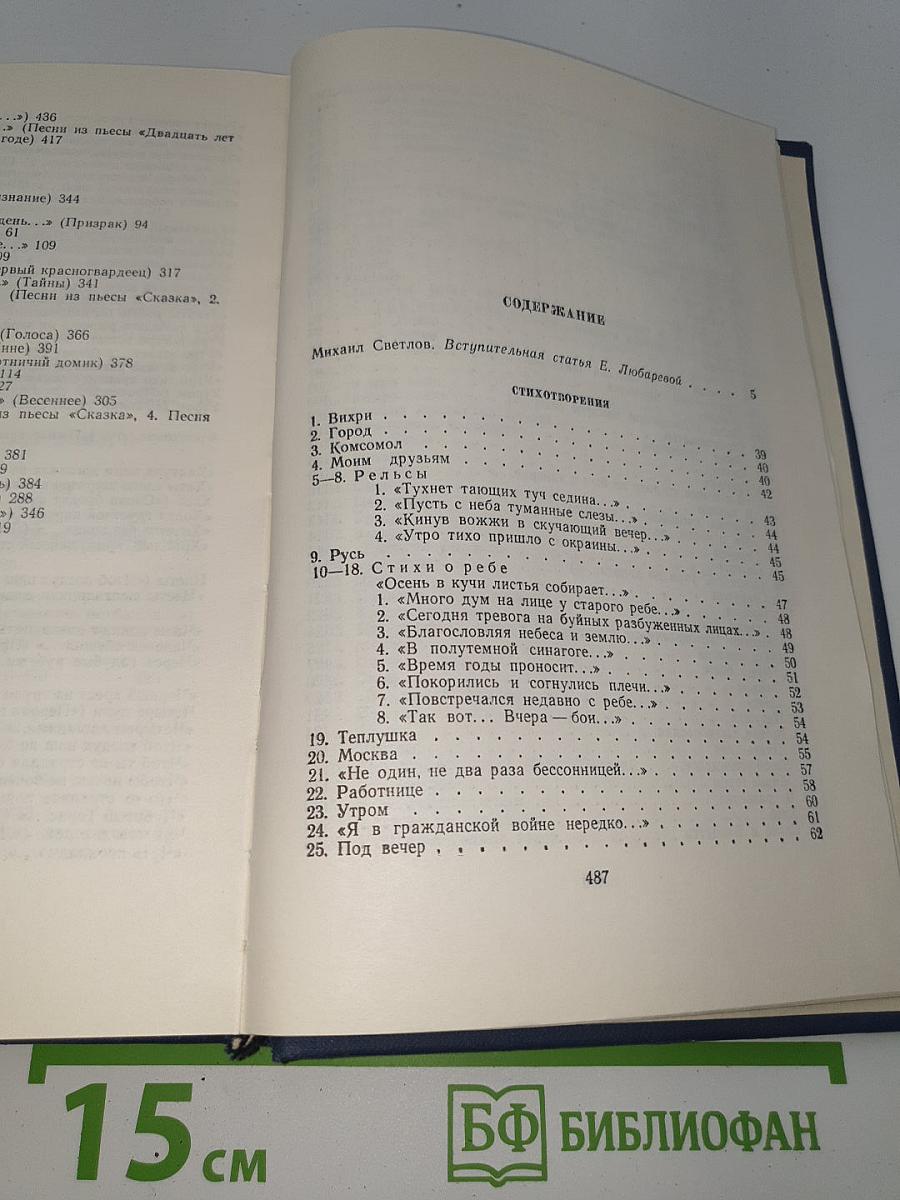 . . .») 436
. .» (Песни из пьесы «Двадцать лет
годе) 417
знание) 344
день. . .» (Призрак) 94
61
е. . .» 109
09
ервый красногвардеец) 317
.» (Тайны) 341
(Песни из пьесы «Сказка», 2.
(Голоса) 366
нне) 391
отничий домик) 378
114
27
» (Весеннее) 305
из пьесы «Сказка», 4. Песня
381
9
ь) 384
288
») 346
19
СОДЕРЖАНИЕ
Михаил Светлов. Вступительная статья Е. Любаревой . . . . 5
СТИХОТВОРЕНИЯ
1. Вихри . . . 39
2. Город . . . 40
3. Комсомол . . . 40
4. Моим друзьям . . . 42
5—8. Рельсы
1. «Тухнет тающих туч седина. . .» . . . 43
2. «Пусть с неба туманные слезы. . .» . . . 44
3. «Кинув вожжи в скучающий вечер. . .» . . . 44
4. «Утро тихо пришло с окраины. . .» . . . 45
9. Русь . . . 45
10—18. Стихи о ребе
«Осень в кучи листья собирает. . .» . . . 47
1. «Много дум на лице у старого ребе. . .» . . . 48
2. «Сегодня тревога на буйных разбуженных лицах. . .» . 48
3. «Благословляя небеса и землю. . .» . . . 49
4. «В полутемной синагоге. . .» . . . 50
5. «Время годы проносит. . .» . . . 51
6. «Покорились и согнулись плечи. . .» . . . 52
7. «Повстречался недавно с ребе. . .» . . . 53
8. «Так вот. . . Вчера — бои. . .» . . . 54
19. Теплушка . . . 54
20. Москва . . . 55
21. «Не один, не два раза бессонницей. . .» . . . 57
22. Работнице . . . 58
23. Утром . . . 60
24. «Я в гражданской войне нередко. . .» . . . 61
25. Под вечер . . . 62
487
15 см
БФ БИБЛИОФАН